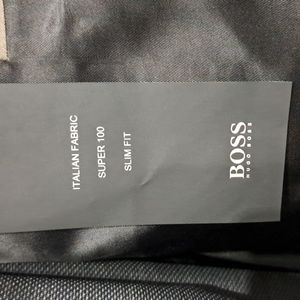 ITALIAN FABRIC
SUPER 100
SLIM FIT
BOSS
HUGO BOSS